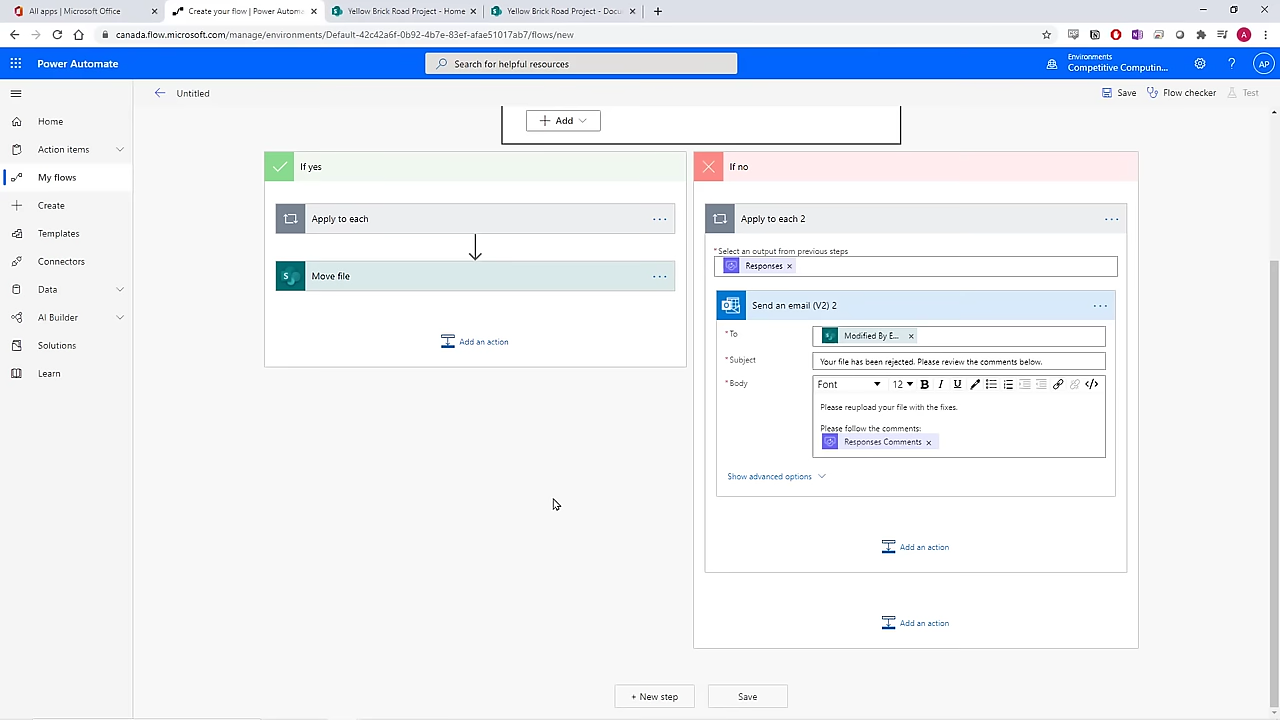 All apps | Microsoft Office
Create your flow | Power Autom
Yellow Brick Road Project - Home
Yellow Brick Road Project - Docu
canada.flow.microsoft.com/manage/environments/Default-42c42a6f-0b92-4b7e-83ef-afae51017ab7/flows/new
A
Power Automate
Search for helpful resources
Environments
Competitive Computin...
?
AP
Untitled
Save
Flow checker
Test
Home
Action items
My flows
Create
Templates
Connectors
Data
AI Builder
Solutions
Learn
Add
If yes
Apply to each
...
S
Move file
...
Add an action
If no
Apply to each 2
...
*Select an output from previous steps
Responses ×
Send an email (V2) 2
...
*To
Modified By E... ×
*Subject
Your file has been rejected. Please review the comments below.
*Body
Font
12
B I U
Please reupload your file with the fixes.
Please follow the comments:
Responses Comments ×
Show advanced options
Add an action
Add an action
+ New step
Save